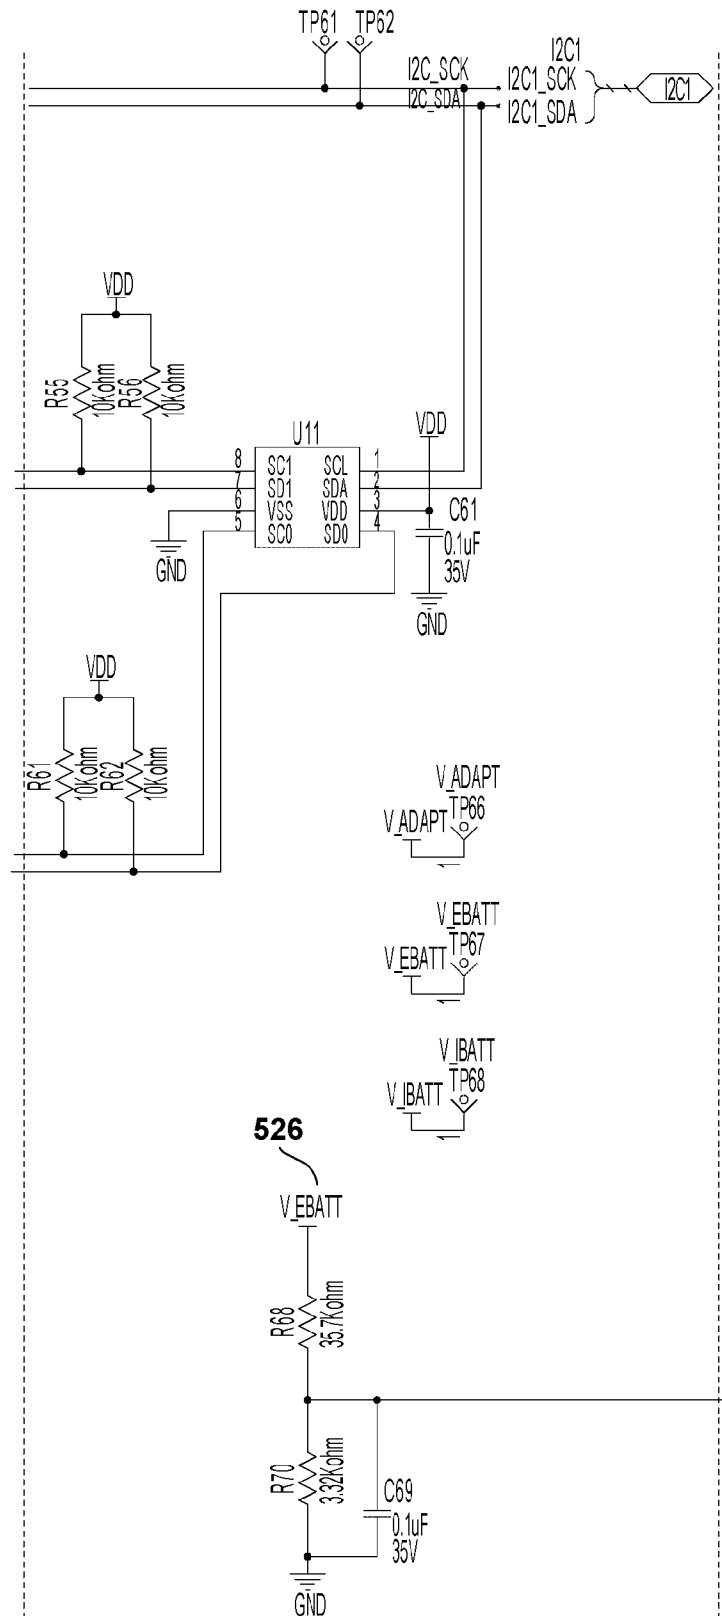 TP61 TP62
I2C1
I2C_SCK I2C1_SCK
I2C1
I2C_SDA I2C1_SDA
VDD
R55 10Kohm R56 10Kohm
U11
VDD
8 SC1 SCL 1
7 SD1 SDA 2
6 VSS VDD 3
5 SC0 SD0 4
C61
0.1uF
35V
GND
GND
VDD
R61 10Kohm R62 10Kohm
V_ADAPT
V_ADAPT TP66
V_EBATT
V_EBATT TP67
V_IBATT
V_IBATT TP68
526
V_EBATT
R68 35.7Kohm
R70 3.32Kohm
C69
0.1uF
35V
GND